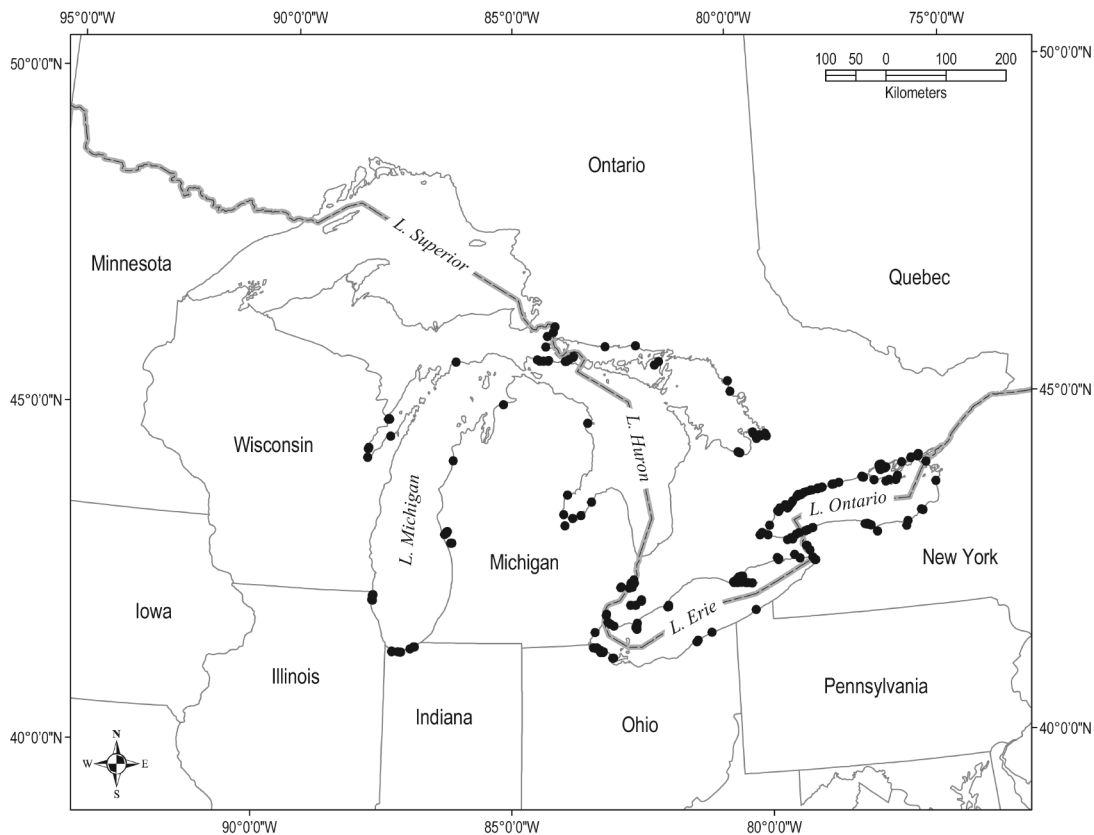 95°0'0"W 90°0'0"W 85°0'0"W 80°0'0"W 75°0'0"W
50°0'0"N 50°0'0"N
100 50 0 100 200
Kilometers
Ontario
L. Superior
Minnesota
Quebec
45°0'0"N 45°0'0"N
Wisconsin
L. Huron
L. Michigan
L. Ontario
Michigan
New York
Iowa
L. Erie
Illinois
Pennsylvania
Indiana
Ohio
40°0'0"N 40°0'0"N
N
W E
S
90°0'0"W 85°0'0"W 80°0'0"W